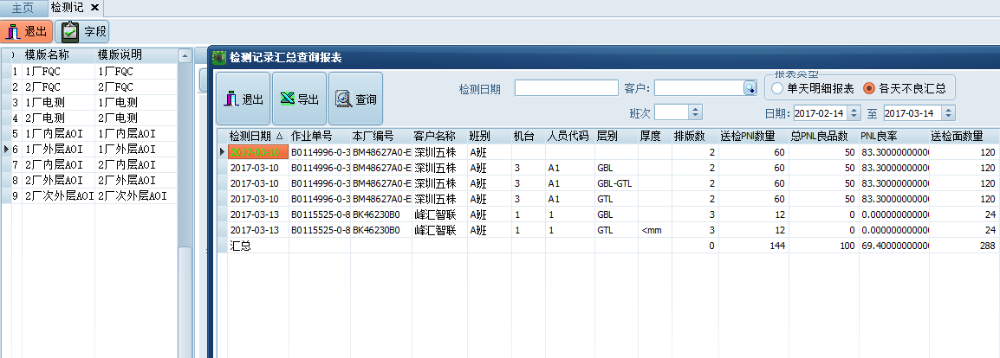 主页 检测记
退出 字段
模版名称 模版说明
1 1厂FQC 1厂FQC
2 2厂FQC 2厂FQC
3 1厂电测 1厂电测
4 2厂电测 2厂电测
5 1厂内层AOI 1厂内层AOI
6 1厂外层AOI 1厂外层AOI
7 2厂内层AOI 2厂内层AOI
8 2厂外层AOI 2厂外层AOI
9 2厂次外层AOI 2厂次外层AOI
检测记录汇总查询报表
退出 导出 查询
检测日期 客户:
班次
报表类型
单天明细报表 各天不良汇总
日期: 2017-02-14 至 2017-03-14
检测日期 作业单号 本厂编号 客户名称 班别 机台 人员代码 层别 厚度 排版数 送检PNl数量 总PNL良品数 PNL良率 送检面数量
2017-03-10 B0114996-0-3 BM48627A0-E 深圳五株 A班 2 60 50 83.3000000000 120
2017-03-10 B0114996-0-3 BM48627A0-E 深圳五株 A班 3 A1 GBL 2 60 50 83.3000000000 120
2017-03-10 B0114996-0-3 BM48627A0-E 深圳五株 A班 3 A1 GBL-GTL 2 60 50 83.3000000000 120
2017-03-10 B0114996-0-3 BM48627A0-E 深圳五株 A班 3 A1 GTL 2 60 50 83.3000000000 120
2017-03-13 B0115525-0-8 BK46230B0 峰汇智联 A班 1 1 GBL 3 12 0 0.00000000000 24
2017-03-13 B0115525-0-8 BK46230B0 峰汇智联 A班 1 1 GTL <mm 3 12 0 0.00000000000 24
汇总 0 144 100 69.4000000000 288